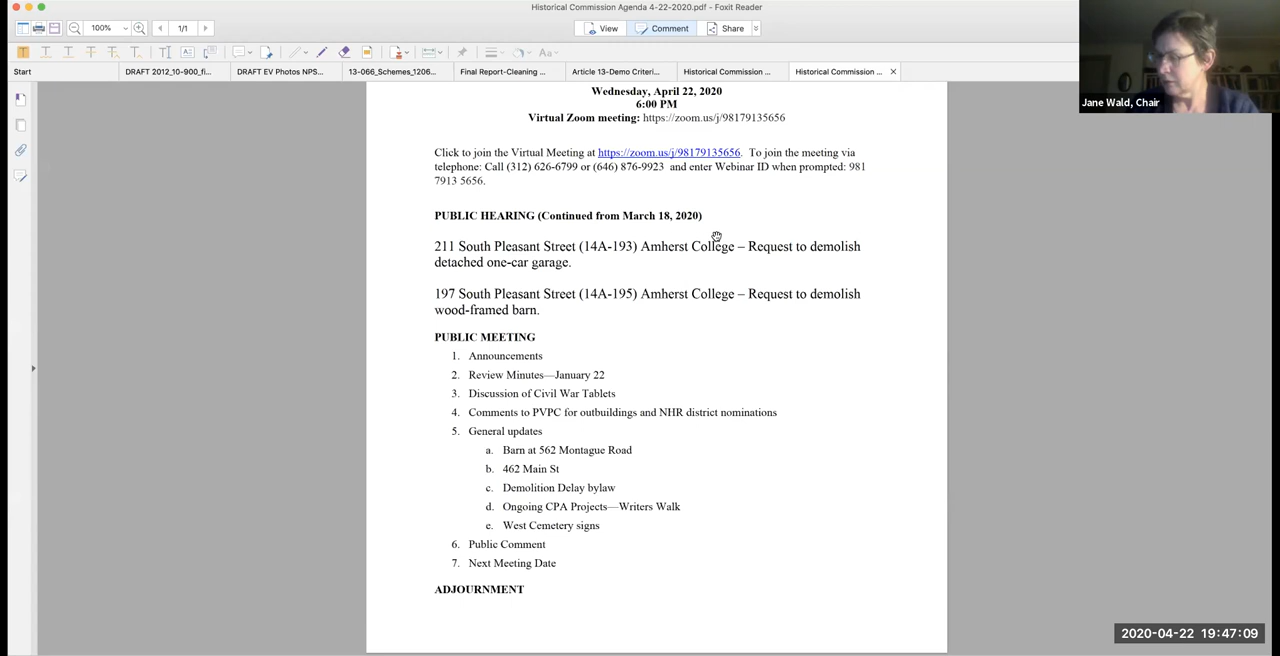 Historical Commission Agenda 4-22-2020.pdf - Foxit Reader
100%
1/1
View
Comment
Share
Aa
Start
DRAFT 2012_10-900_fi...
DRAFT EV Photos NPS...
13-066_Schemes_1206...
Final Report-Cleaning ...
Article 13-Demo Criteri...
Historical Commission ...
Historical Commission ...
Jane Wald, Chair
Wednesday, April 22, 2020
6:00 PM
Virtual Zoom meeting: https://zoom.us/j/98179135656
Click to join the Virtual Meeting at https://zoom.us/j/98179135656. To join the meeting via
telephone: Call (312) 626-6799 or (646) 876-9923 and enter Webinar ID when prompted: 981
7913 5656.
PUBLIC HEARING (Continued from March 18, 2020)
211 South Pleasant Street (14A-193) Amherst College – Request to demolish
detached one-car garage.
197 South Pleasant Street (14A-195) Amherst College – Request to demolish
wood-framed barn.
PUBLIC MEETING
1. Announcements
2. Review Minutes—January 22
3. Discussion of Civil War Tablets
4. Comments to PVPC for outbuildings and NHR district nominations
5. General updates
a. Barn at 562 Montague Road
b. 462 Main St
c. Demolition Delay bylaw
d. Ongoing CPA Projects—Writers Walk
e. West Cemetery signs
6. Public Comment
7. Next Meeting Date
ADJOURNMENT
2020-04-22 19:47:09